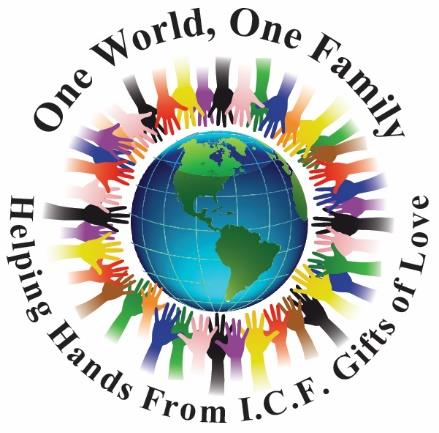 One World, One Family
Helping Hands From I.C.F. Gifts of Love